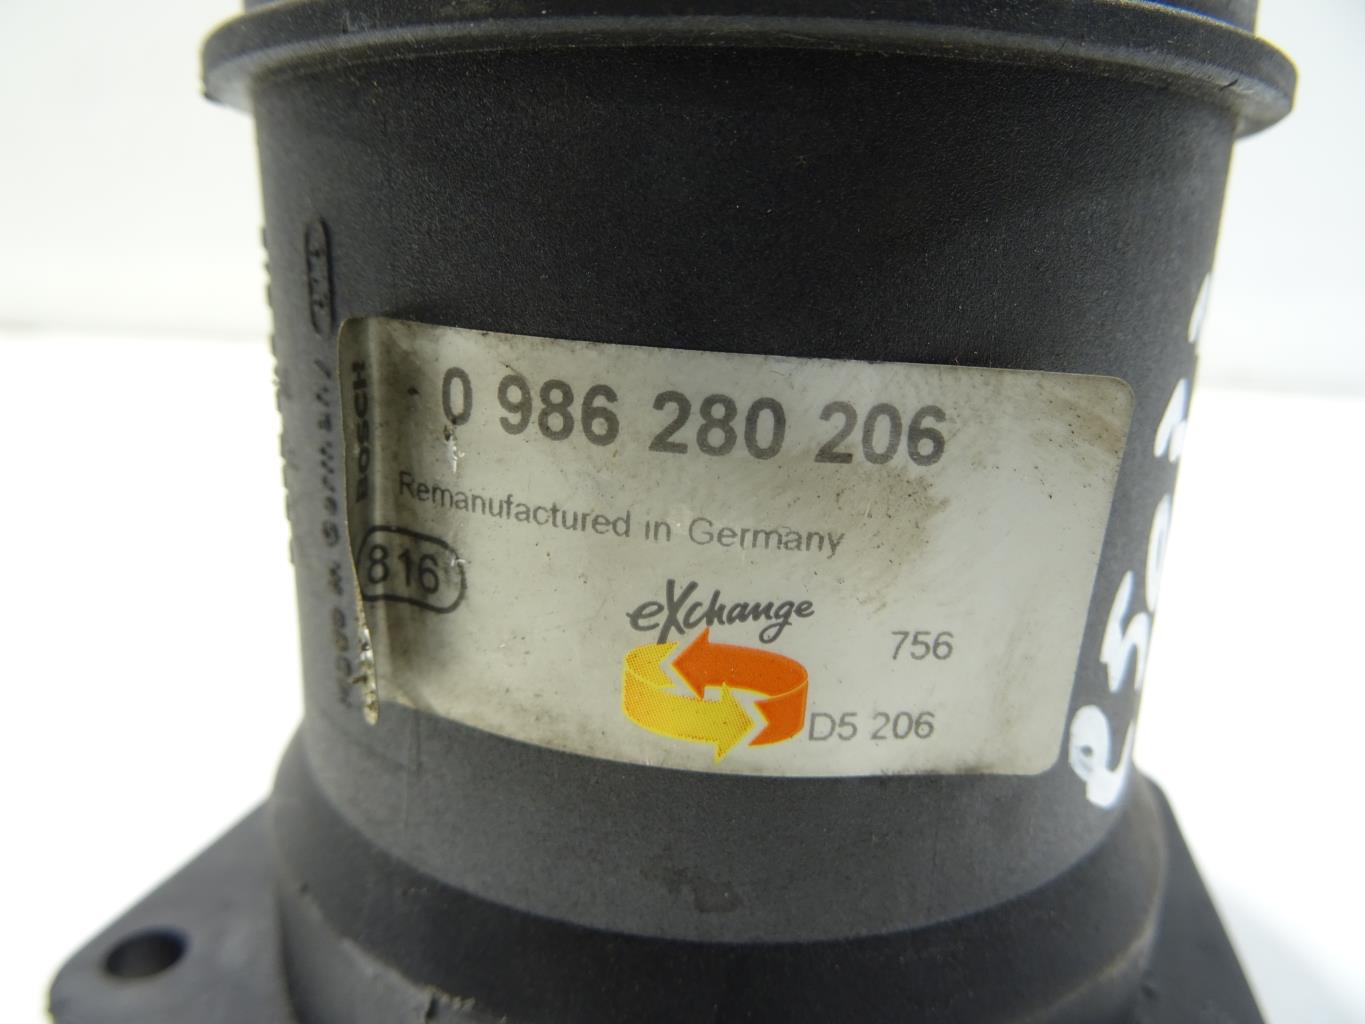 BOSCH
0 986 280 206
Remanufactured in Germany
816
eXchange
756
D5 206